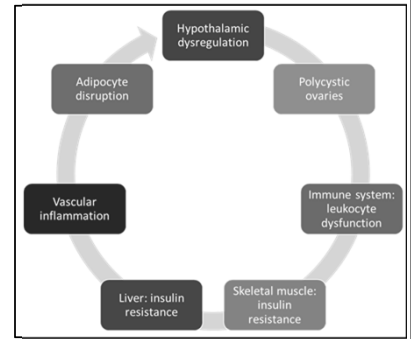 Hypothalamic
dysregulation
Polycystic
ovaries
Immune system:
leukocyte
dysfunction
Skeletal muscle:
insulin
resistance
Liver: insulin
resistance
Vascular
inflammation
Adipocyte
disruption